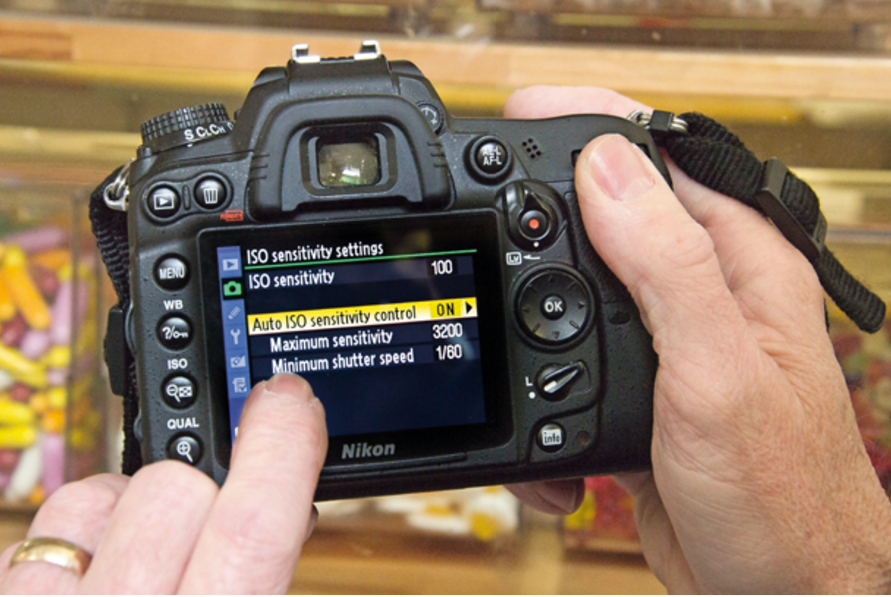 S CL CH
AE-L
AF-L
MENU
WB
ISO
QUAL
ISO sensitivity settings
ISO sensitivity 100
Auto ISO sensitivity control ON
Maximum sensitivity 3200
Minimum shutter speed 1/60
Lv
OK
L
info
Nikon